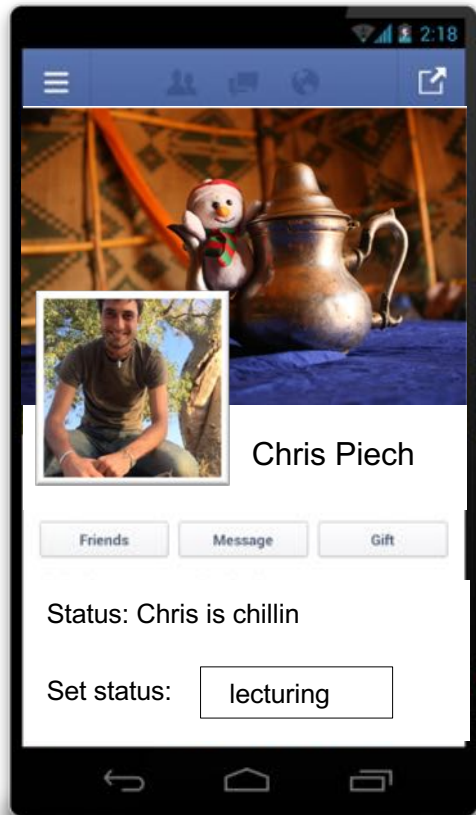 2:18
Chris Piech
Friends Message Gift
Status: Chris is chillin
Set status: lecturing